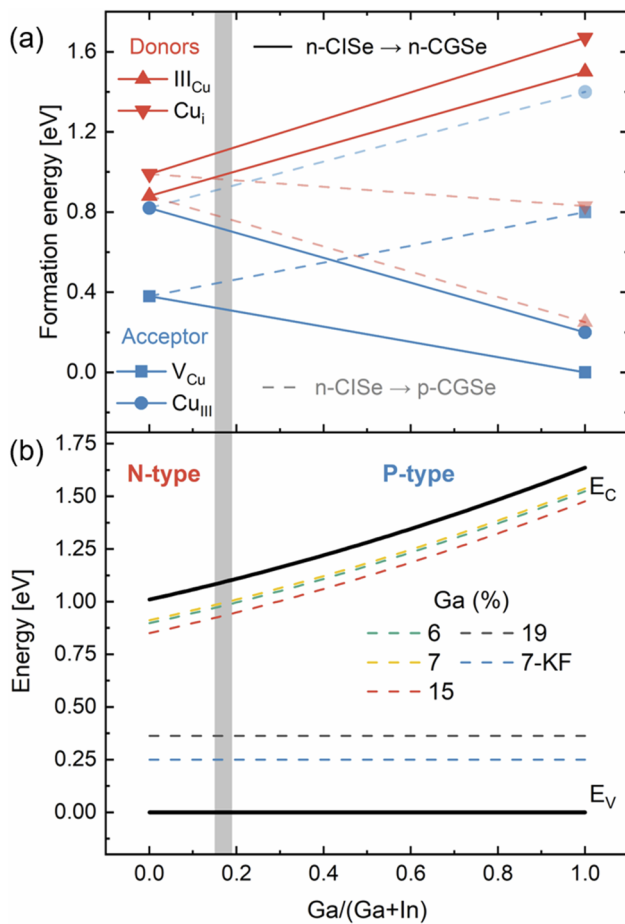 (a)
1.6
1.2
0.8
0.4
0.0
Formation energy [eV]
Donors
III_Cu
Cu_i
n-CISe → n-CGSe
Acceptor
V_Cu
Cu_III
n-CISe → p-CGSe
(b)
1.75
1.50
1.25
1.00
0.75
0.50
0.25
0.00
Energy [eV]
N-type
P-type
E_C
Ga (%)
6
19
7
7-KF
15
E_V
0.0 0.2 0.4 0.6 0.8 1.0
Ga/(Ga+In)